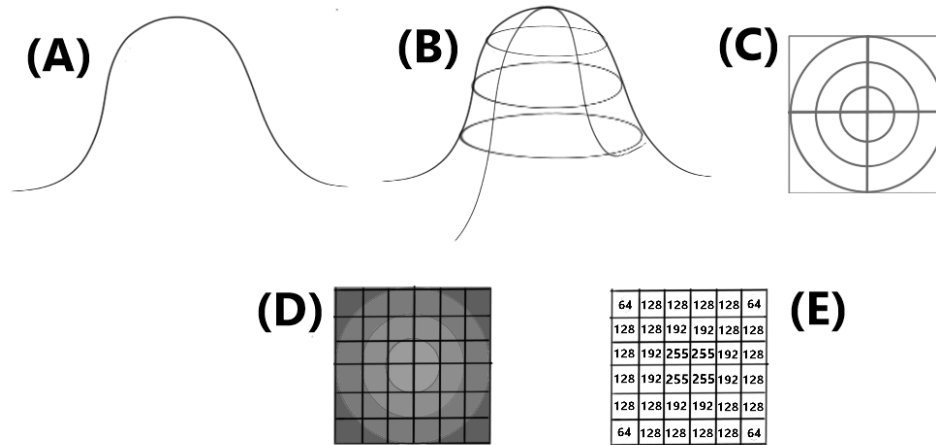 (A)
(B)
(C)
(D)
64 128 128 128 128 64
128 128 192 192 128 128
128 192 255 255 192 128
128 192 255 255 192 128
128 128 192 192 128 128
64 128 128 128 128 64
(E)